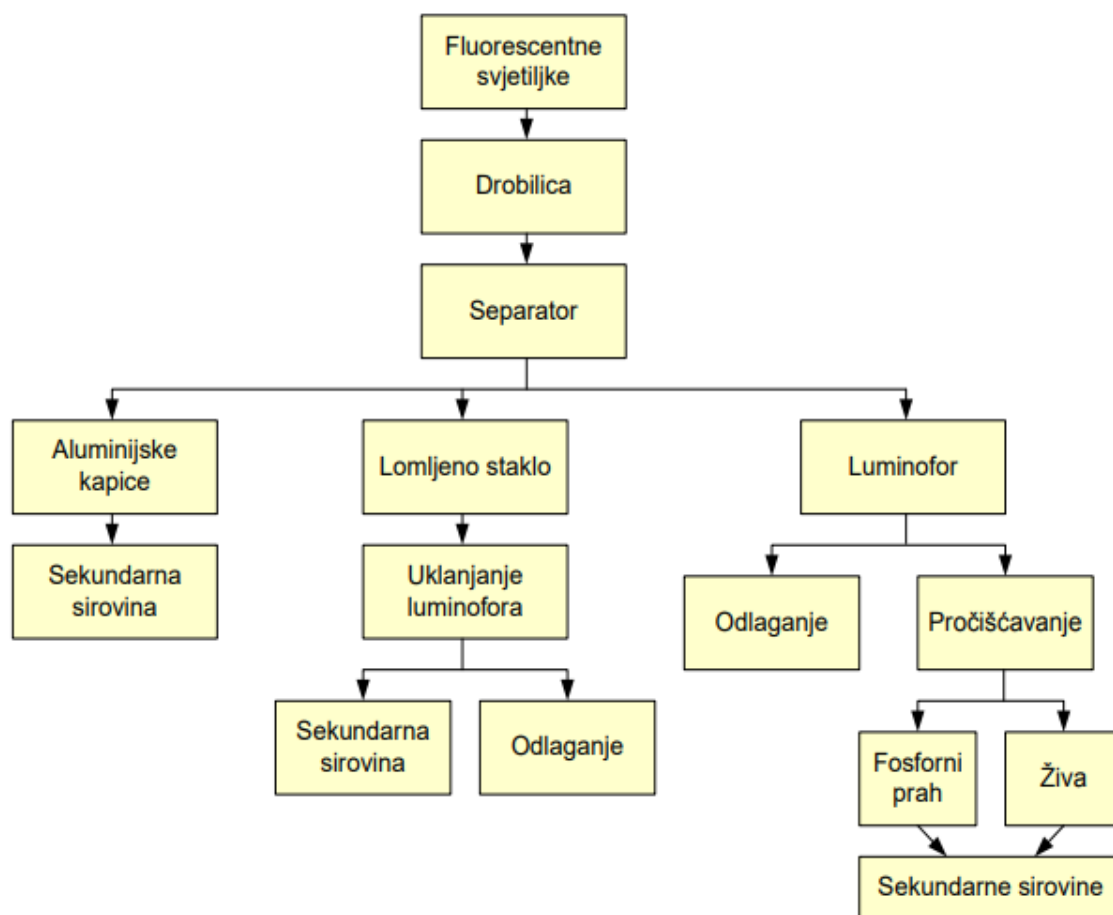 Fluorescentne
svjetiljke
Drobilica
Separator
Aluminijske
kapice
Lomljeno staklo
Luminofor
Sekundarna
sirovina
Uklanjanje
luminofora
Odlaganje
Pročišćavanje
Sekundarna
sirovina
Odlaganje
Fosforni
prah
Živa
Sekundarne sirovine